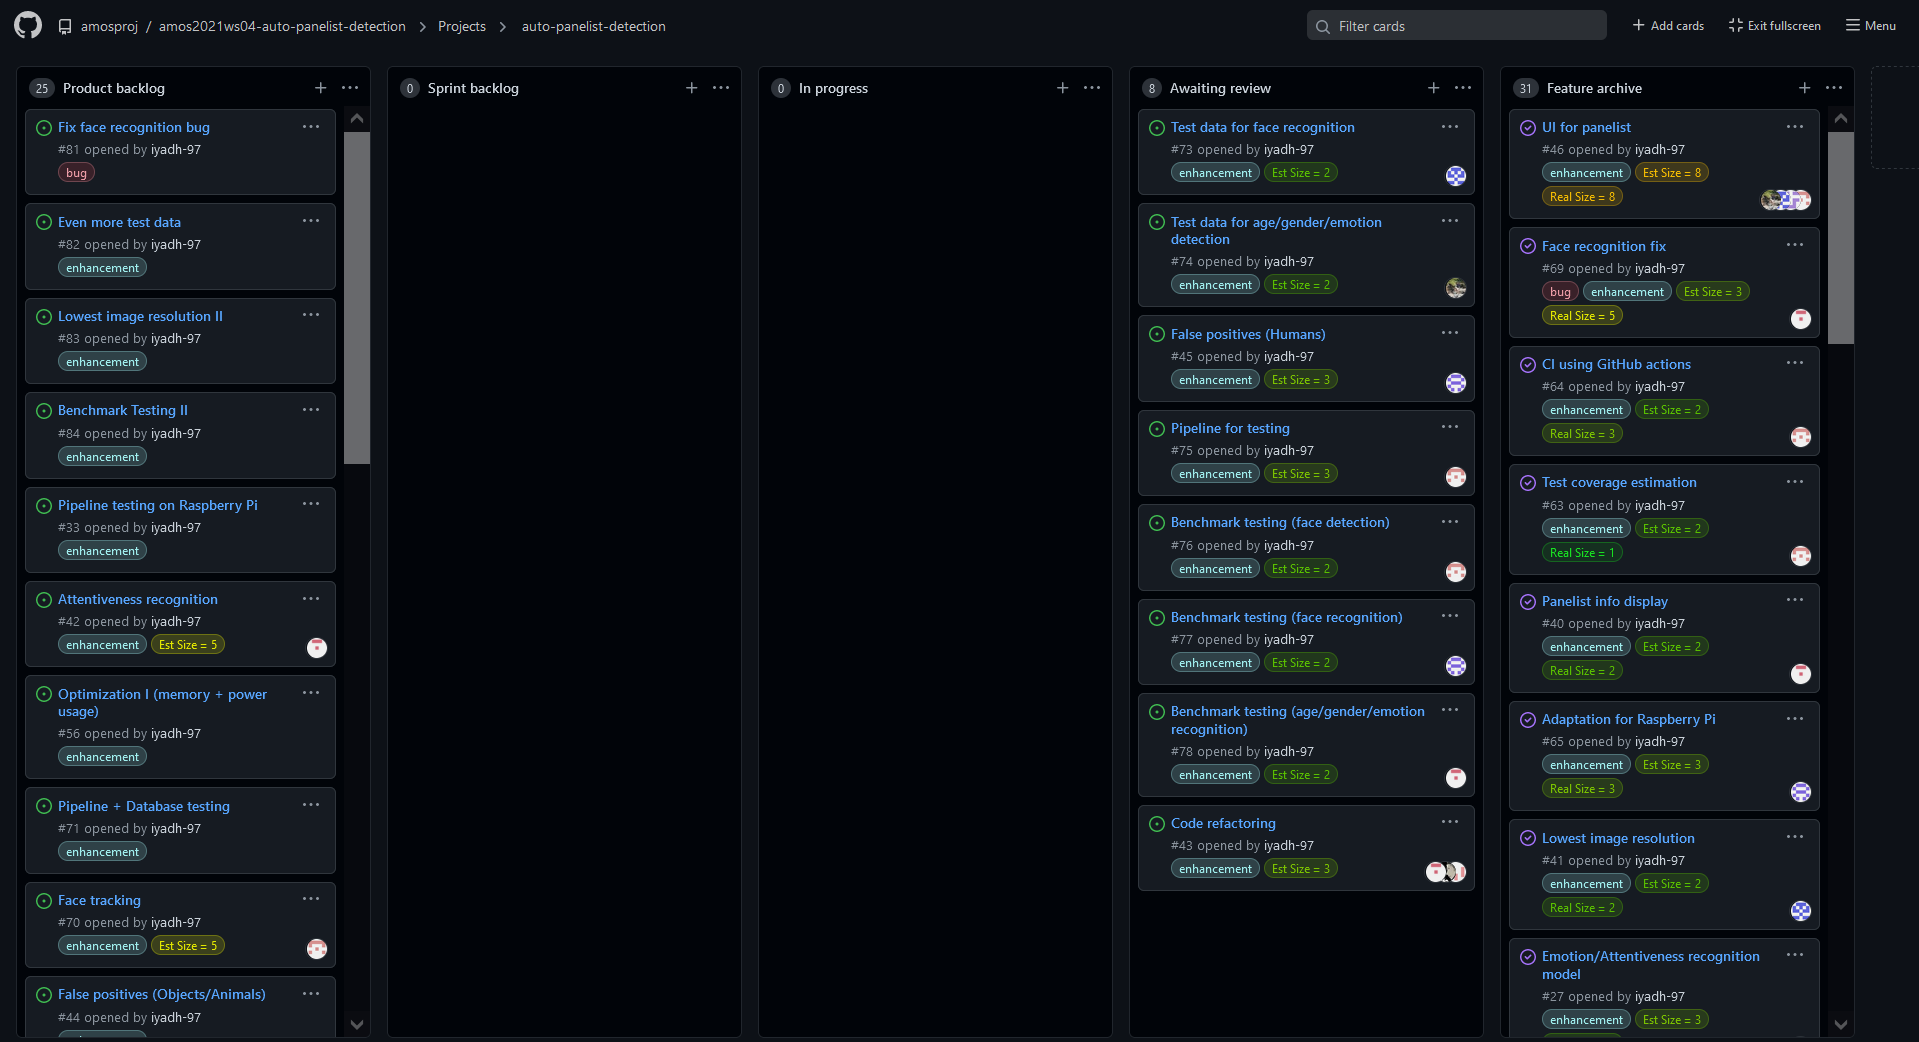 amosproj / amos2021ws04-auto-panelist-detection > Projects > auto-panelist-detection
Filter cards
Add cards
Exit fullscreen
Menu
25 Product backlog
Fix face recognition bug
#81 opened by iyadh-97
bug
Even more test data
#82 opened by iyadh-97
enhancement
Lowest image resolution II
#83 opened by iyadh-97
enhancement
Benchmark Testing II
#84 opened by iyadh-97
enhancement
Pipeline testing on Raspberry Pi
#33 opened by iyadh-97
enhancement
Attentiveness recognition
#42 opened by iyadh-97
enhancement Est Size = 5
Optimization I (memory + power
usage)
#56 opened by iyadh-97
enhancement
Pipeline + Database testing
#71 opened by iyadh-97
enhancement
Face tracking
#70 opened by iyadh-97
enhancement Est Size = 5
False positives (Objects/Animals)
#44 opened by iyadh-97
0 Sprint backlog
0 In progress
8 Awaiting review
Test data for face recognition
#73 opened by iyadh-97
enhancement Est Size = 2
Test data for age/gender/emotion
detection
#74 opened by iyadh-97
enhancement Est Size = 2
False positives (Humans)
#45 opened by iyadh-97
enhancement Est Size = 3
Pipeline for testing
#75 opened by iyadh-97
enhancement Est Size = 3
Benchmark testing (face detection)
#76 opened by iyadh-97
enhancement Est Size = 2
Benchmark testing (face recognition)
#77 opened by iyadh-97
enhancement Est Size = 2
Benchmark testing (age/gender/emotion
recognition)
#78 opened by iyadh-97
enhancement Est Size = 2
Code refactoring
#43 opened by iyadh-97
enhancement Est Size = 3
31 Feature archive
UI for panelist
#46 opened by iyadh-97
enhancement Est Size = 8
Real Size = 8
Face recognition fix
#69 opened by iyadh-97
bug enhancement Est Size = 3
Real Size = 5
CI using GitHub actions
#64 opened by iyadh-97
enhancement Est Size = 2
Real Size = 3
Test coverage estimation
#63 opened by iyadh-97
enhancement Est Size = 2
Real Size = 1
Panelist info display
#40 opened by iyadh-97
enhancement Est Size = 2
Real Size = 2
Adaptation for Raspberry Pi
#65 opened by iyadh-97
enhancement Est Size = 3
Real Size = 3
Lowest image resolution
#41 opened by iyadh-97
enhancement Est Size = 2
Real Size = 2
Emotion/Attentiveness recognition
model
#27 opened by iyadh-97
enhancement Est Size = 3